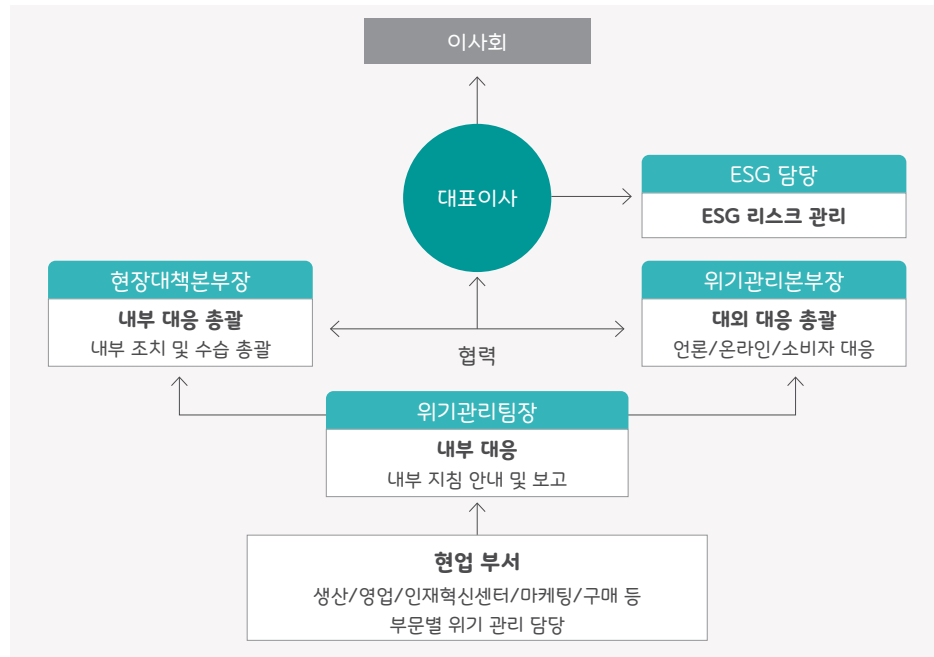 이사회
대표이사
ESG 담당
ESG 리스크 관리
현장대책본부장
내부 대응 총괄
내부 조치 및 수습 총괄
위기관리본부장
대외 대응 총괄
언론/온라인/소비자 대응
협력
위기관리팀장
내부 대응
내부 지침 안내 및 보고
현업 부서
생산/영업/인재혁신센터/마케팅/구매 등
부문별 위기 관리 담당